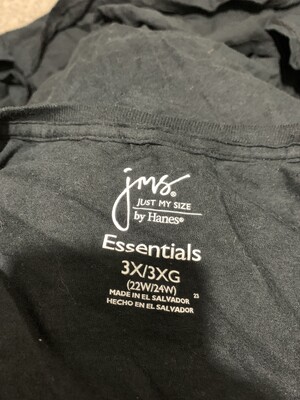 jms®
JUST MY SIZE
by Hanes®
Essentials
3X/3XG
(22W/24W)
MADE IN EL SALVADOR 23
HECHO EN EL SALVADOR